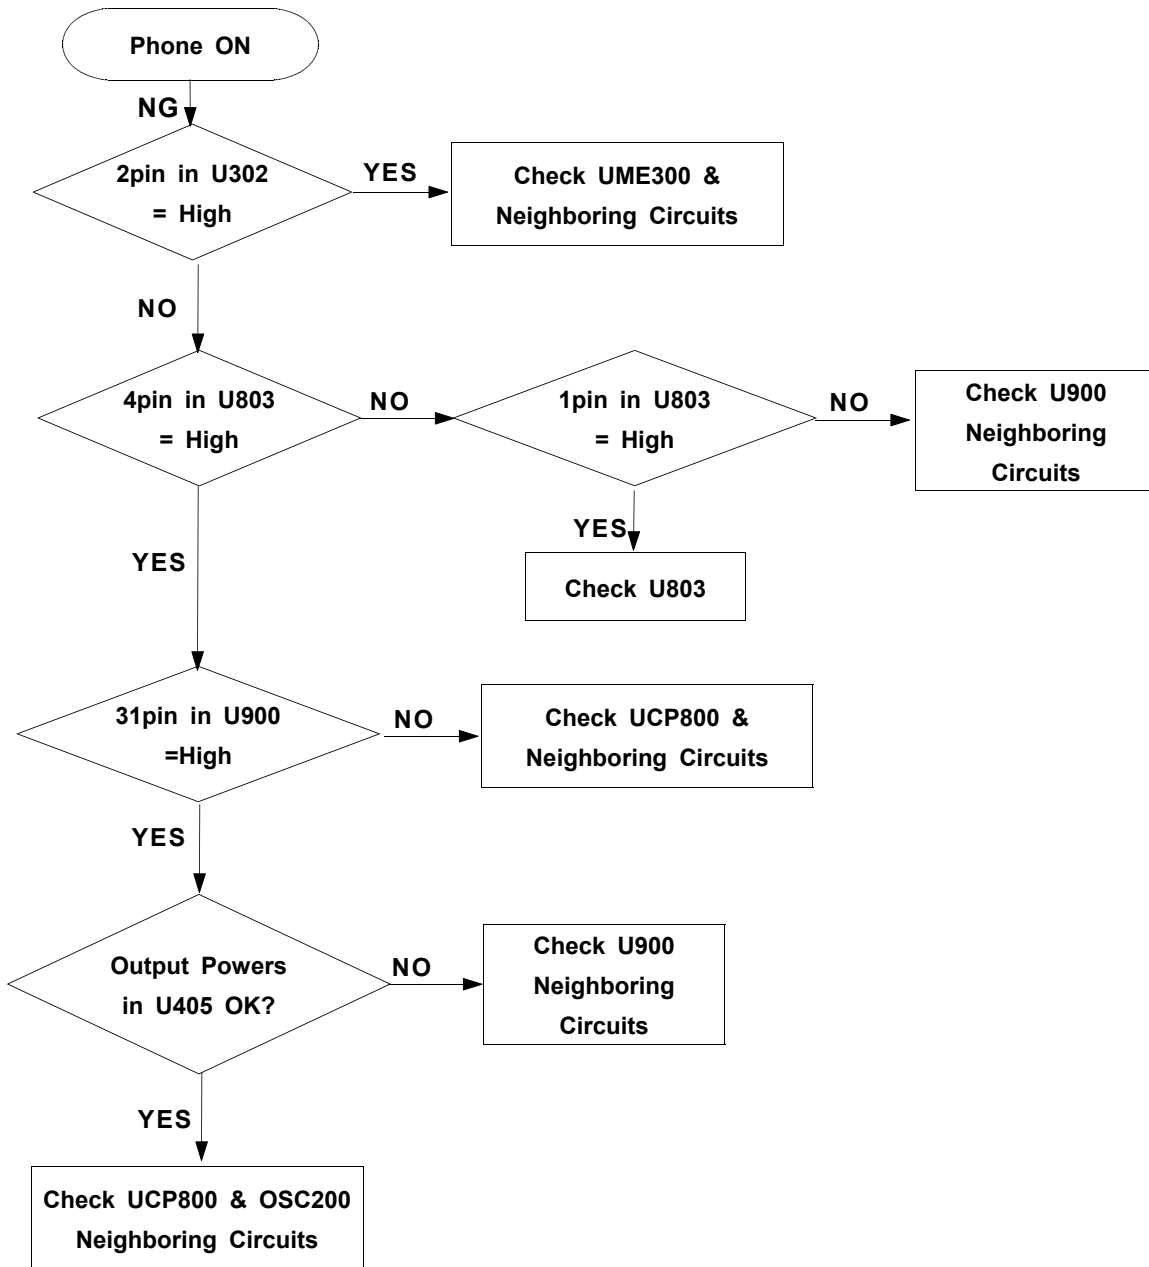 Phone ON
NG
2pin in U302
= High
YES
Check UME300 &
Neighboring Circuits
NO
4pin in U803
= High
NO
1pin in U803
= High
NO
Check U900
Neighboring
Circuits
YES
Check U803
YES
31pin in U900
=High
NO
Check UCP800 &
Neighboring Circuits
YES
Output Powers
in U405 OK?
NO
Check U900
Neighboring
Circuits
YES
Check UCP800 & OSC200
Neighboring Circuits